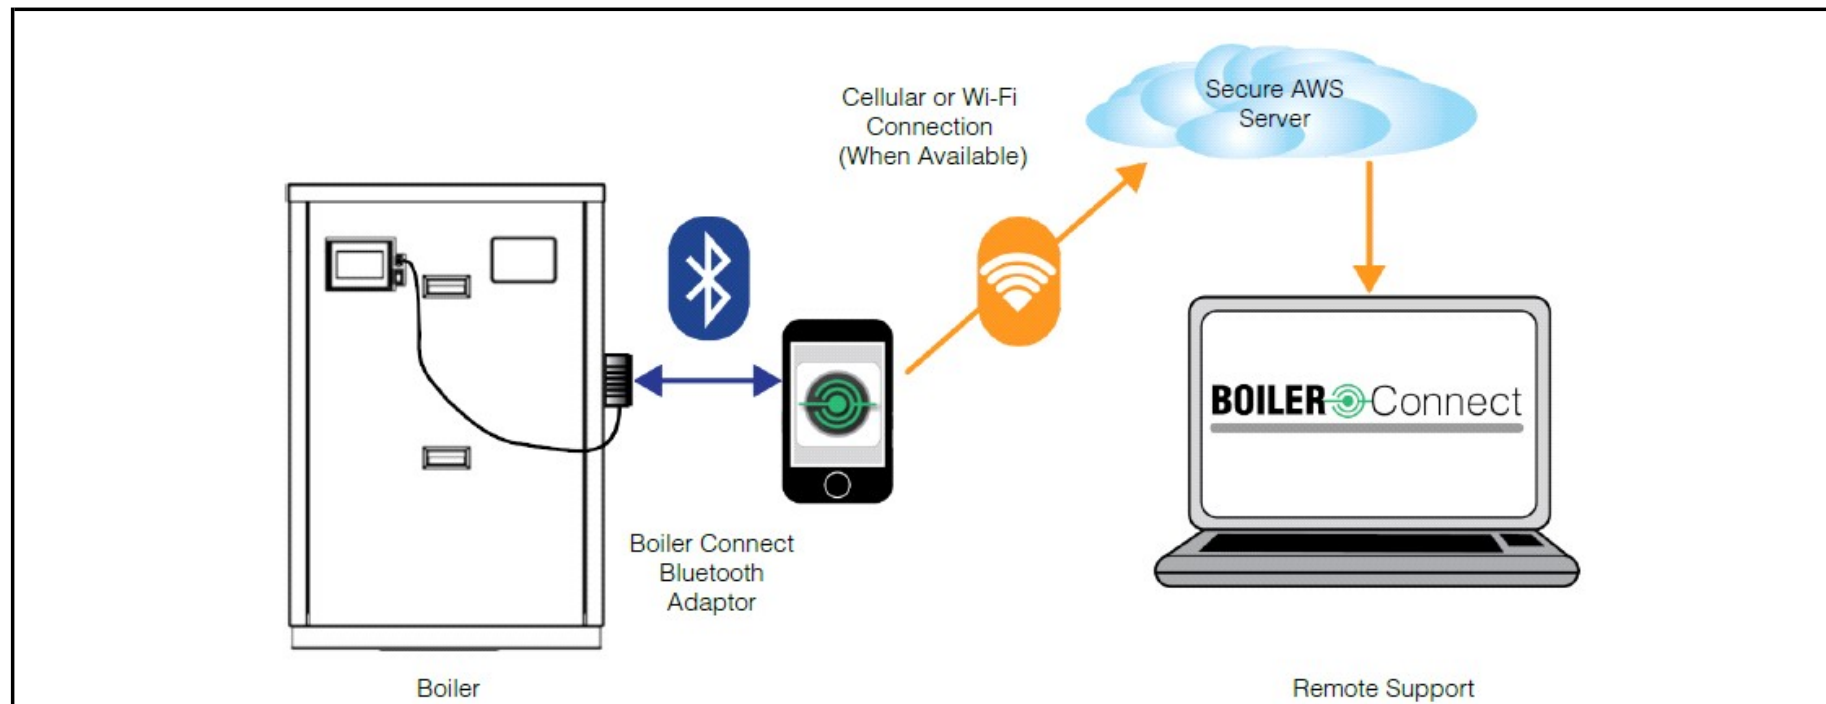 Cellular or Wi-Fi
Connection
(When Available)
Secure AWS
Server
BOILER Connect
Boiler Connect
Bluetooth
Adaptor
Boiler
Remote Support